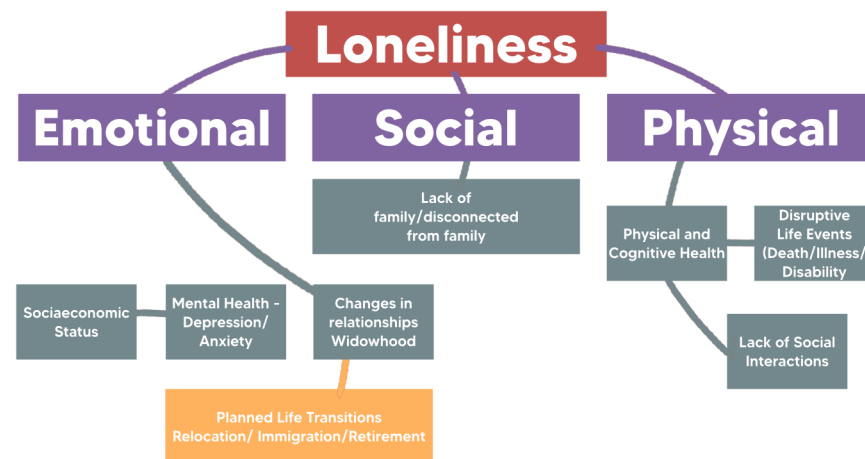 Loneliness
Emotional
Social
Physical
Lack of
family/disconnected
from family
Physical and
Cognitive Health
Disruptive
Life Events
(Death/Illness/
Disability
Sociaeconomic
Status
Mental Health -
Depression/
Anxiety
Changes in
relationships
Widowhood
Lack of Social
Interactions
Planned Life Transitions
Relocation/ Immigration/Retirement